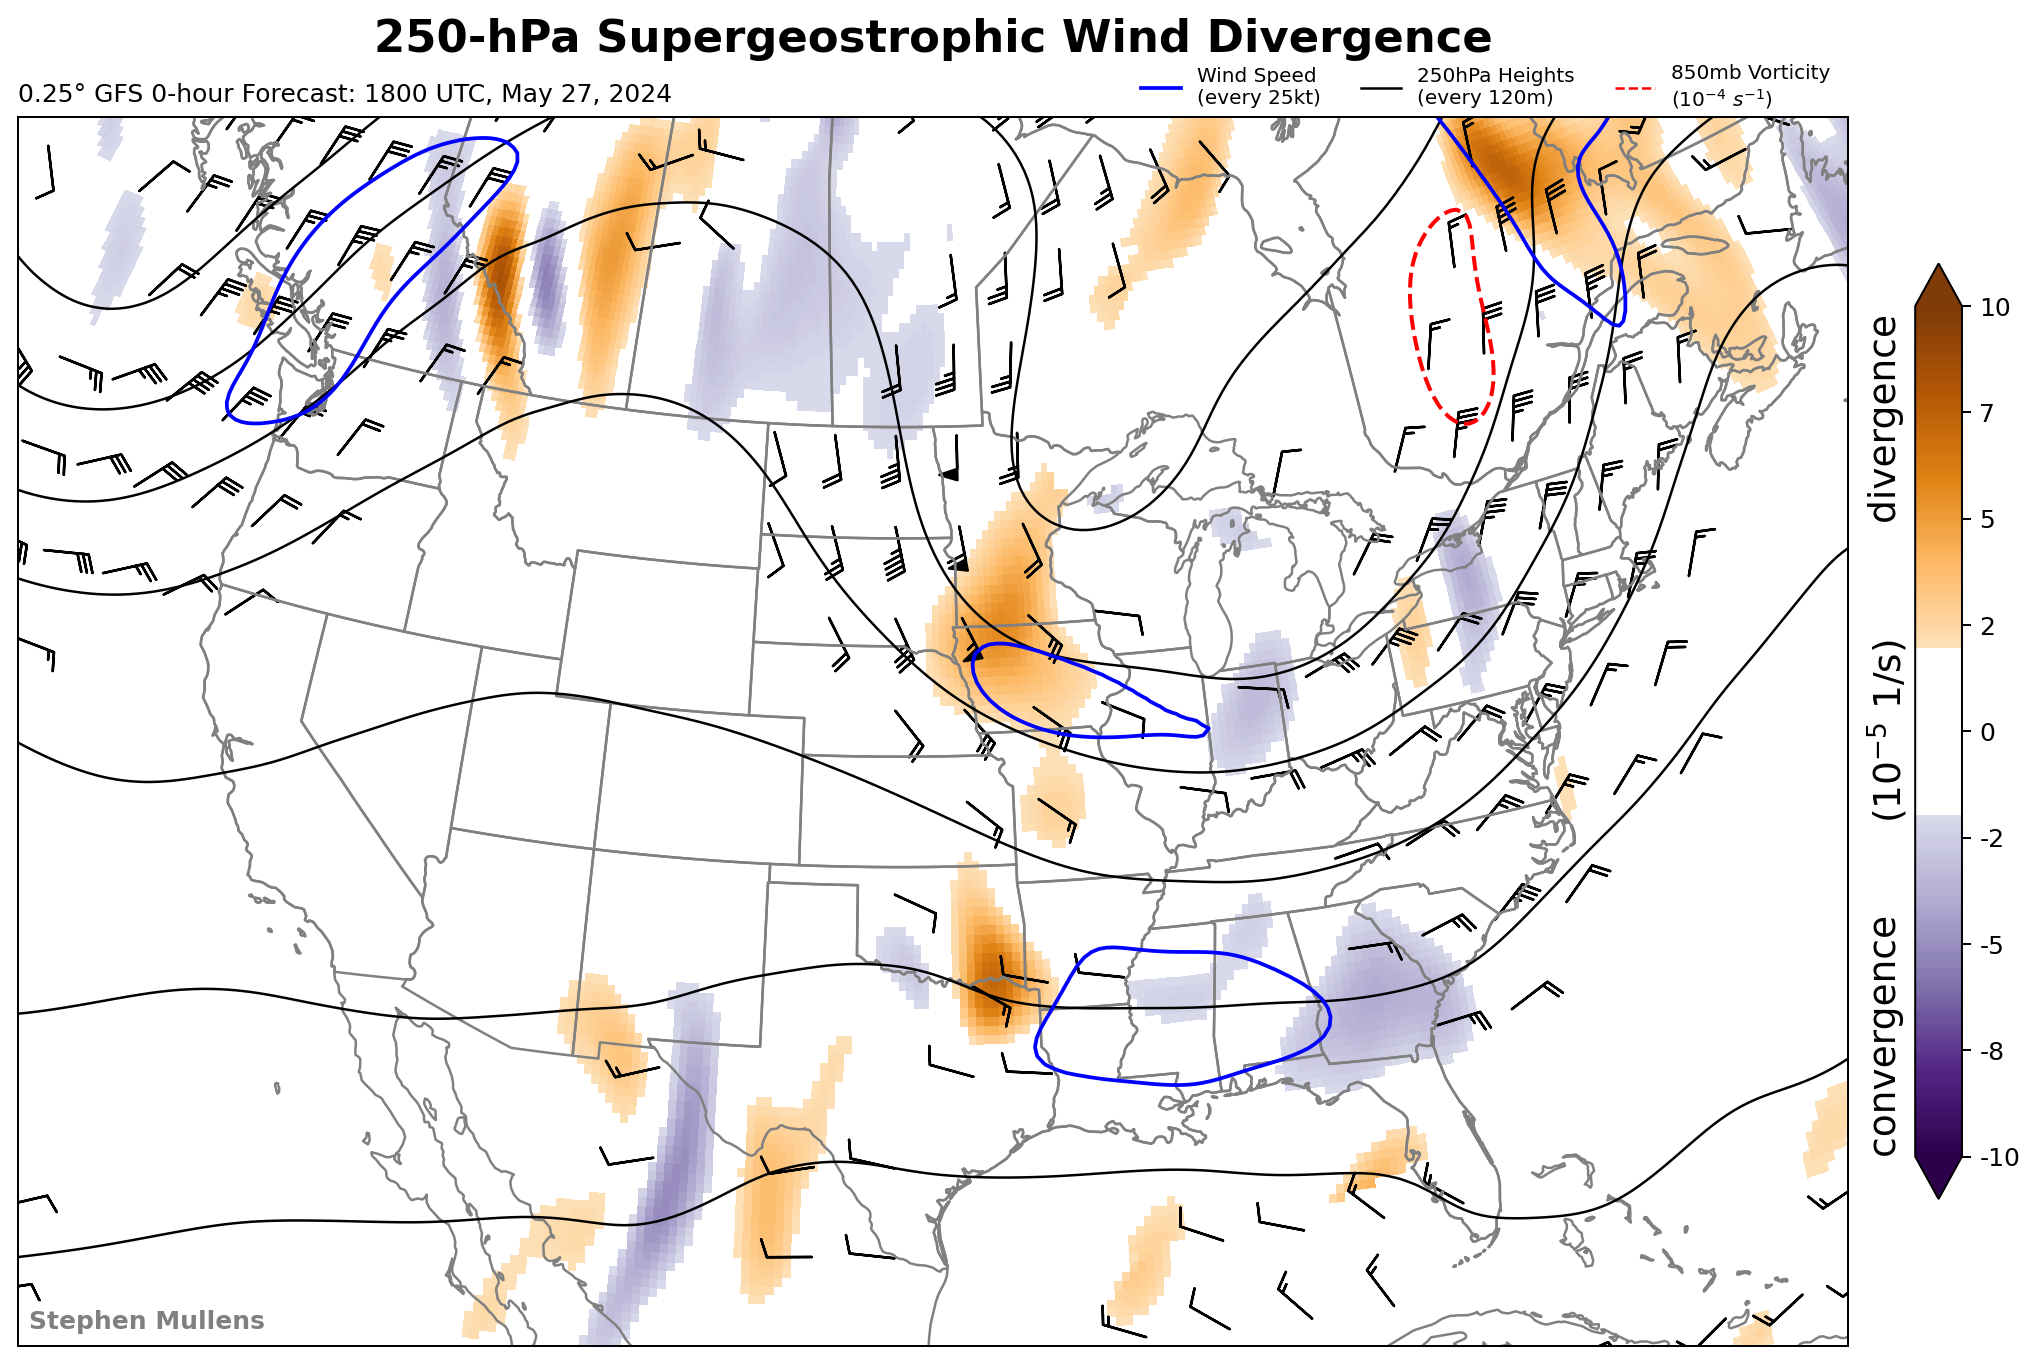 250-hPa Supergeostrophic Wind Divergence
0.25° GFS 0-hour Forecast: 1800 UTC, May 27, 2024
Wind Speed
(every 25kt)
250hPa Heights
(every 120m)
850mb Vorticity
(10⁻⁴ s⁻¹)
10
7
5
2
0
-2
-5
-8
-10
convergence (10⁻⁵ 1/s) divergence
Stephen Mullens